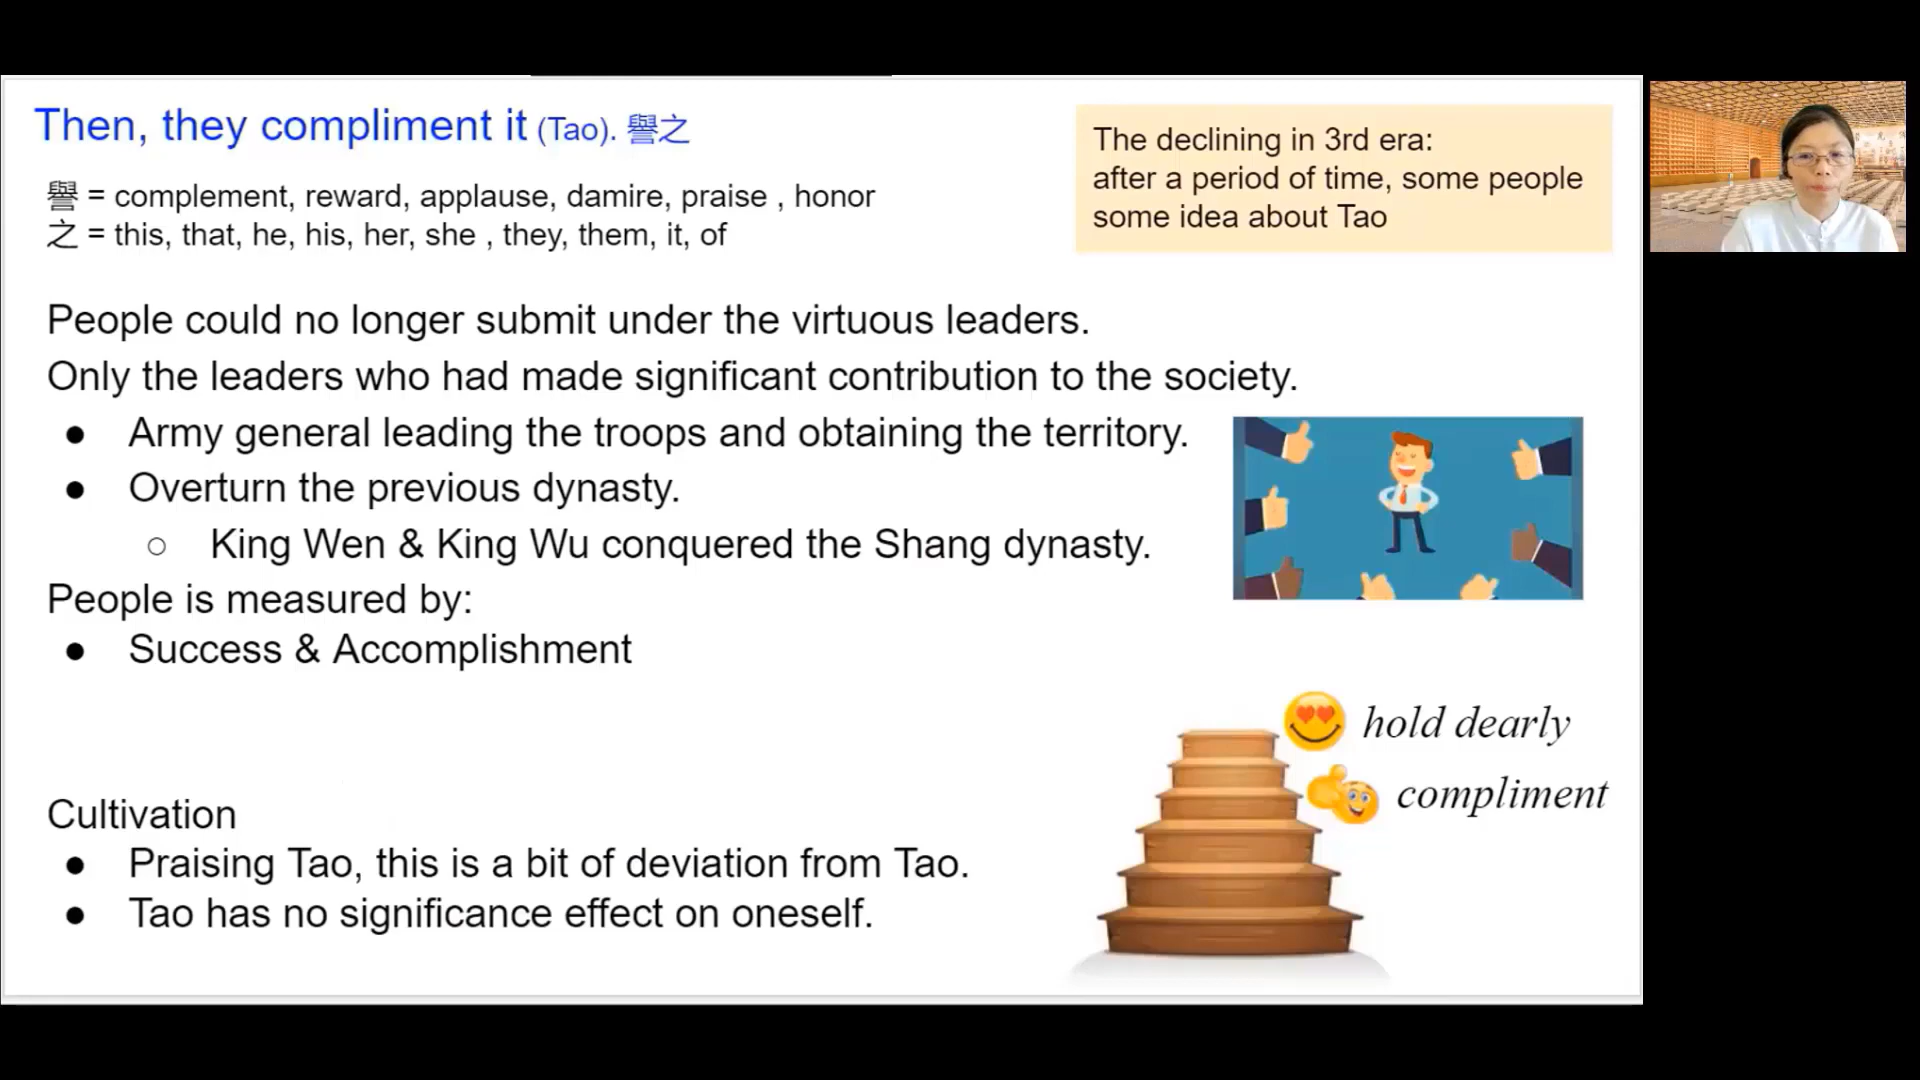 Then, they compliment it (Tao). 譽之
The declining in 3rd era:
after a period of time, some people
some idea about Tao
譽 = complement, reward, applause, damire, praise , honor
之 = this, that, he, his, her, she , they, them, it, of
People could no longer submit under the virtuous leaders.
Only the leaders who had made significant contribution to the society.
● Army general leading the troops and obtaining the territory.
● Overturn the previous dynasty.
○ King Wen & King Wu conquered the Shang dynasty.
People is measured by:
● Success & Accomplishment
hold dearly
compliment
Cultivation
● Praising Tao, this is a bit of deviation from Tao.
● Tao has no significance effect on oneself.